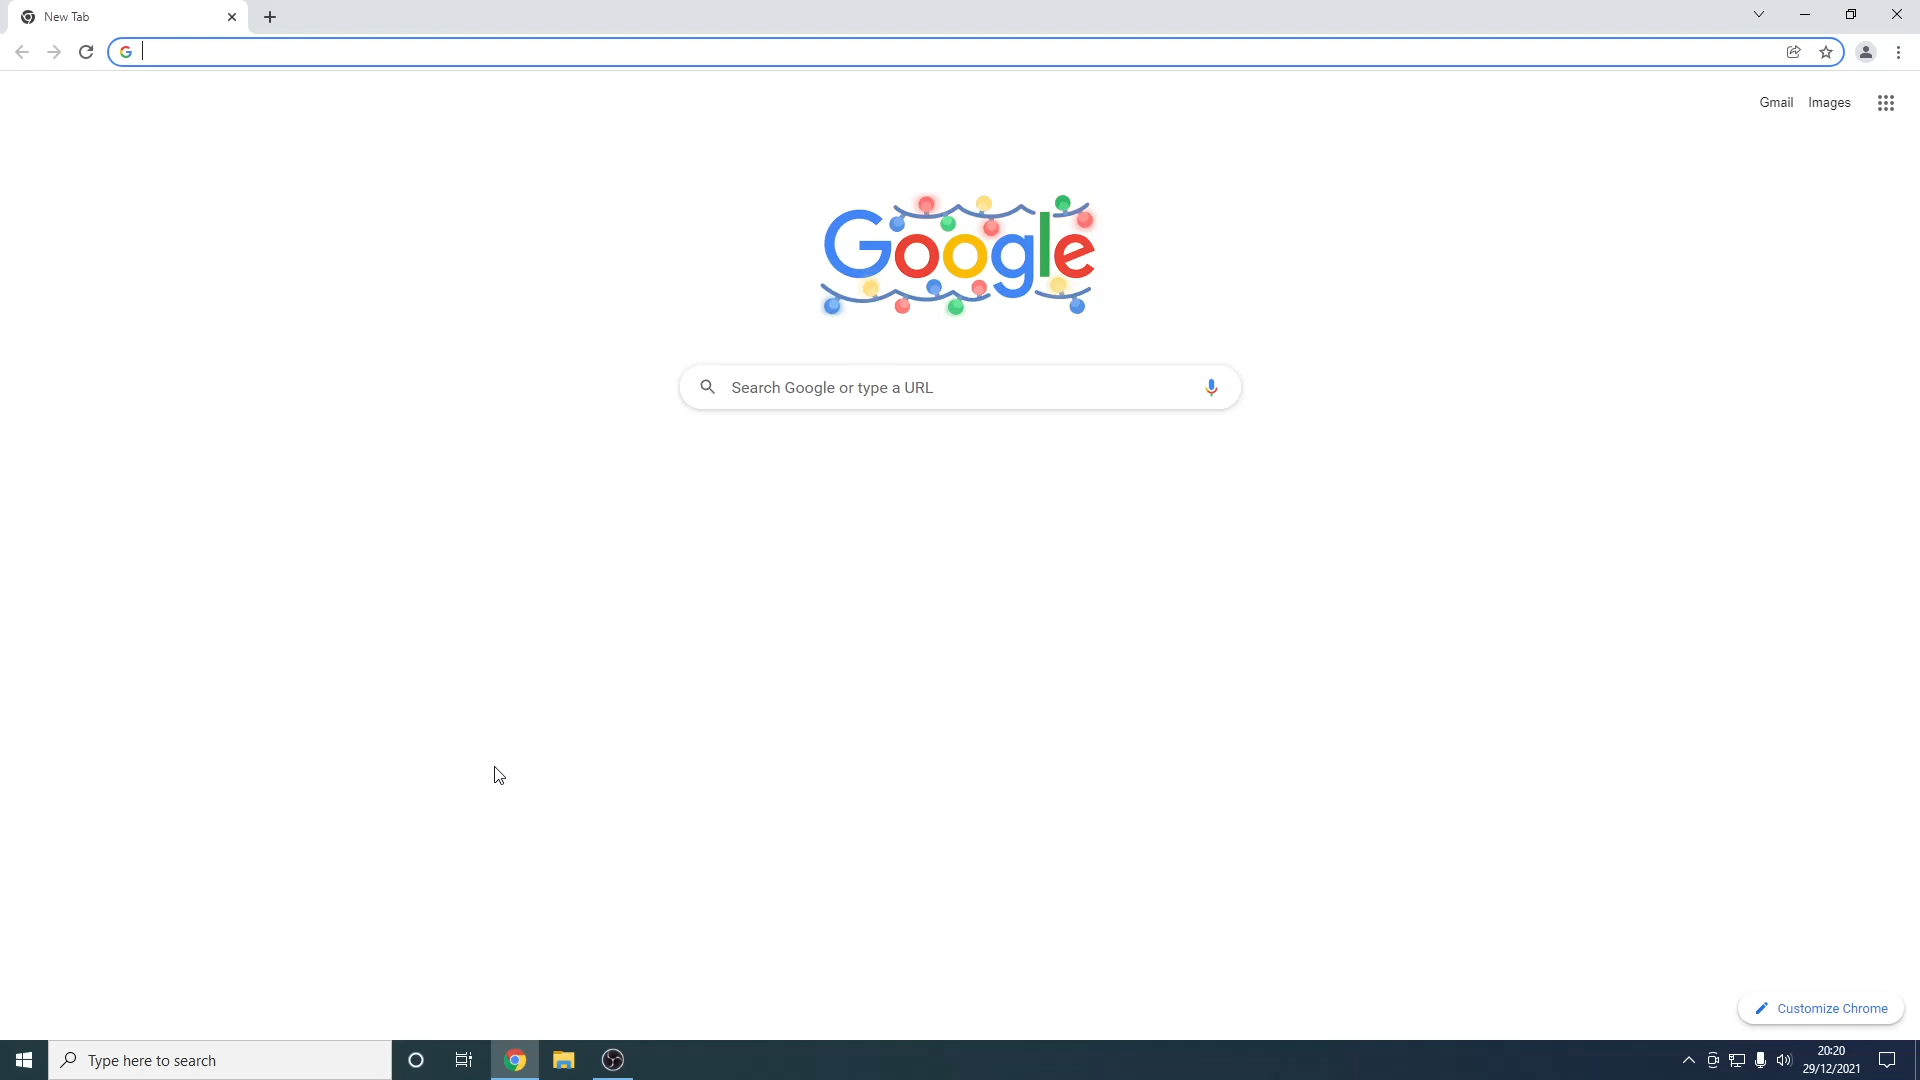 New Tab
Gmail Images
Google
Search Google or type a URL
Customize Chrome
Type here to search
20:20
29/12/2021